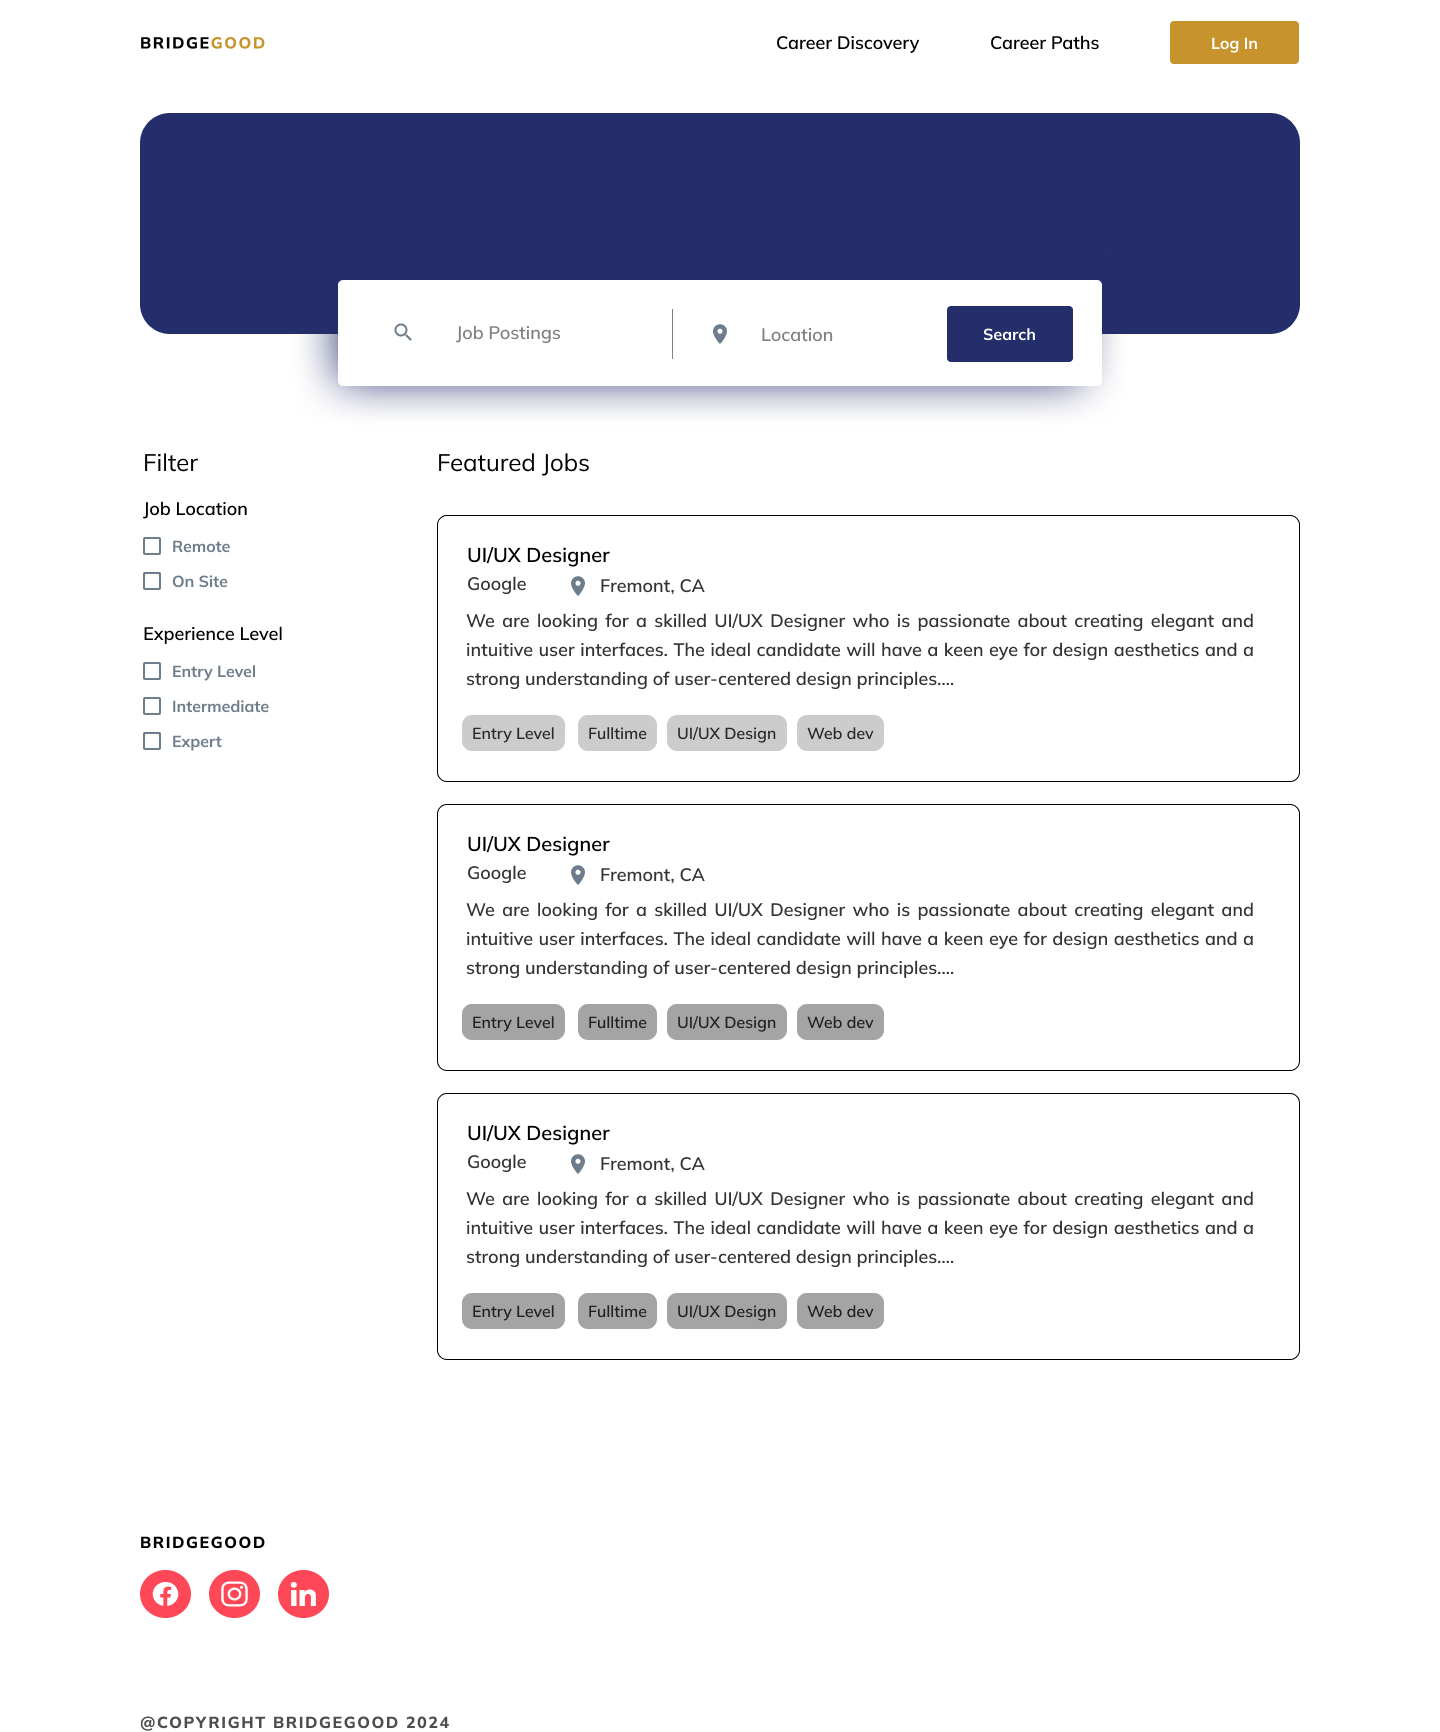 BRIDGEGOOD
Career Discovery
Career Paths
Log In
Job Postings
Location
Search
Filter
Job Location
Remote
On Site
Experience Level
Entry Level
Intermediate
Expert
Featured Jobs
UI/UX Designer
Google
Fremont, CA
We are looking for a skilled UI/UX Designer who is passionate about creating elegant and
intuitive user interfaces. The ideal candidate will have a keen eye for design aesthetics and a
strong understanding of user-centered design principles....
Entry Level
Fulltime
UI/UX Design
Web dev
UI/UX Designer
Google
Fremont, CA
We are looking for a skilled UI/UX Designer who is passionate about creating elegant and
intuitive user interfaces. The ideal candidate will have a keen eye for design aesthetics and a
strong understanding of user-centered design principles....
Entry Level
Fulltime
UI/UX Design
Web dev
UI/UX Designer
Google
Fremont, CA
We are looking for a skilled UI/UX Designer who is passionate about creating elegant and
intuitive user interfaces. The ideal candidate will have a keen eye for design aesthetics and a
strong understanding of user-centered design principles....
Entry Level
Fulltime
UI/UX Design
Web dev
BRIDGEGOOD
in
@COPYRIGHT BRIDGEGOOD 2024